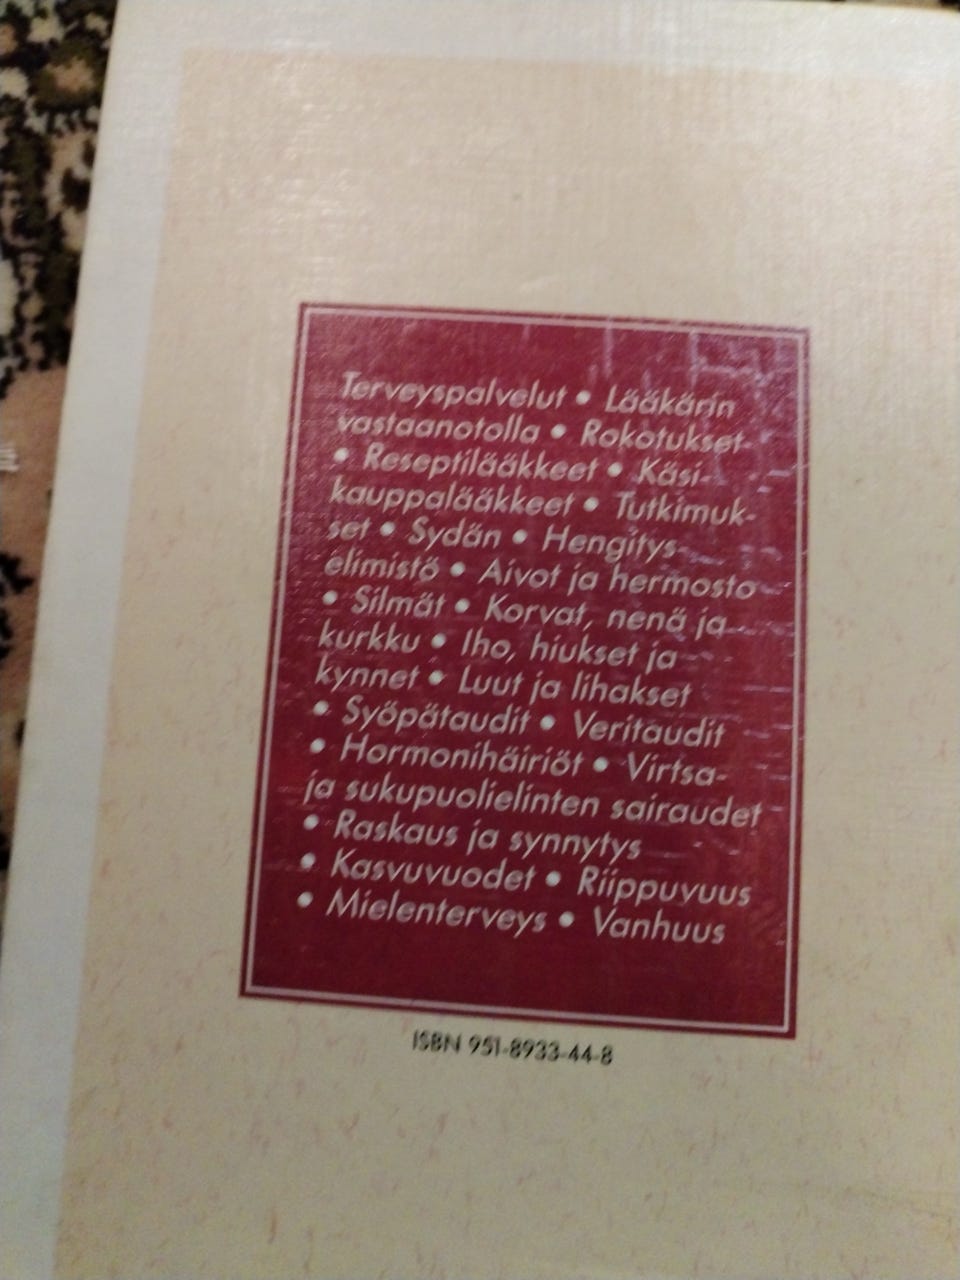 Terveyspalvelut • Lääkärin
vastaanotolla • Rokotukset
• Reseptilääkkeet • Käsi-
kauppalääkkeet • Tutkimuk-
set • Sydän • Hengitys-
elimistö • Aivot ja hermosto
• Silmät • Korvat, nenä ja
kurkku • Iho, hiukset ja
kynnet • Luut ja lihakset
• Syöpätaudit • Veritaudit
• Hormonihäiriöt • Virtsa-
ja sukupuolielinten sairaudet
• Raskaus ja synnytys
• Kasvuvuodet • Riippuvuus
• Mielenterveys • Vanhuus
ISBN 951-8933-44-8